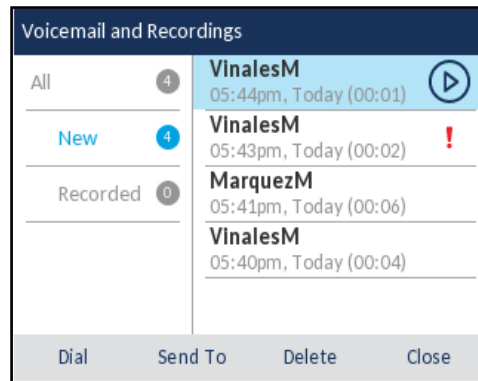 Voicemail and Recordings
All 4
New 4
Recorded 0
VinalesM
05:44pm, Today (00:01)
VinalesM
05:43pm, Today (00:02) !
MarquezM
05:41pm, Today (00:06)
VinalesM
05:40pm, Today (00:04)
Dial Send To Delete Close